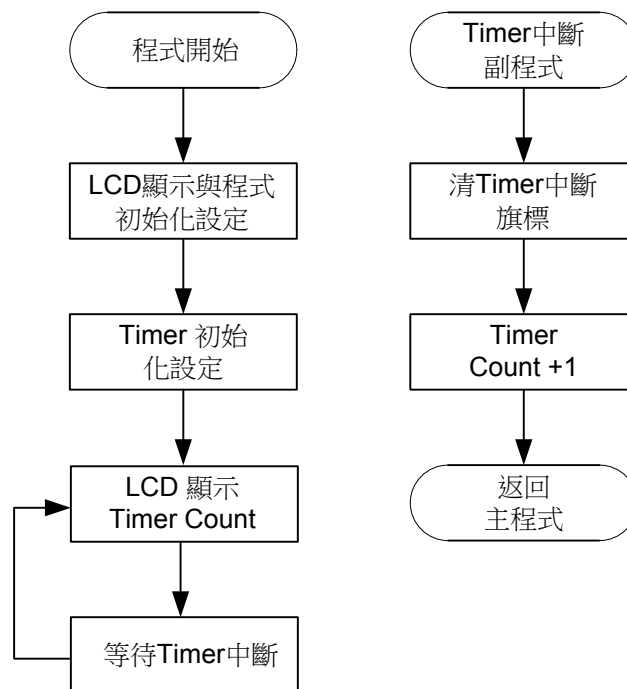 程式開始
LCD顯示與程式
初始化設定
Timer 初始
化設定
LCD 顯示
Timer Count
等待Timer中斷
Timer中斷
副程式
清Timer中斷
旗標
Timer
Count +1
返回
主程式